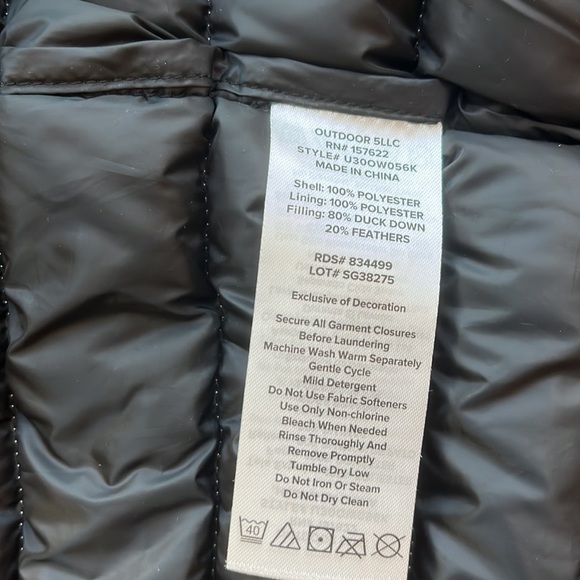 OUTDOOR 5LLC
RN# 157622
STYLE# U30OW056K
MADE IN CHINA
Shell: 100% POLYESTER
Lining: 100% POLYESTER
Filling: 80% DUCK DOWN
20% FEATHERS
RDS# 834499
LOT# SG38275
Exclusive of Decoration
Secure All Garment Closures
Before Laundering
Machine Wash Warm Separately
Gentle Cycle
Mild Detergent
Do Not Use Fabric Softeners
Use Only Non-chlorine
Bleach When Needed
Rinse Thoroughly And
Remove Promptly
Tumble Dry Low
Do Not Iron or Steam
Do Not Dry Clean
40